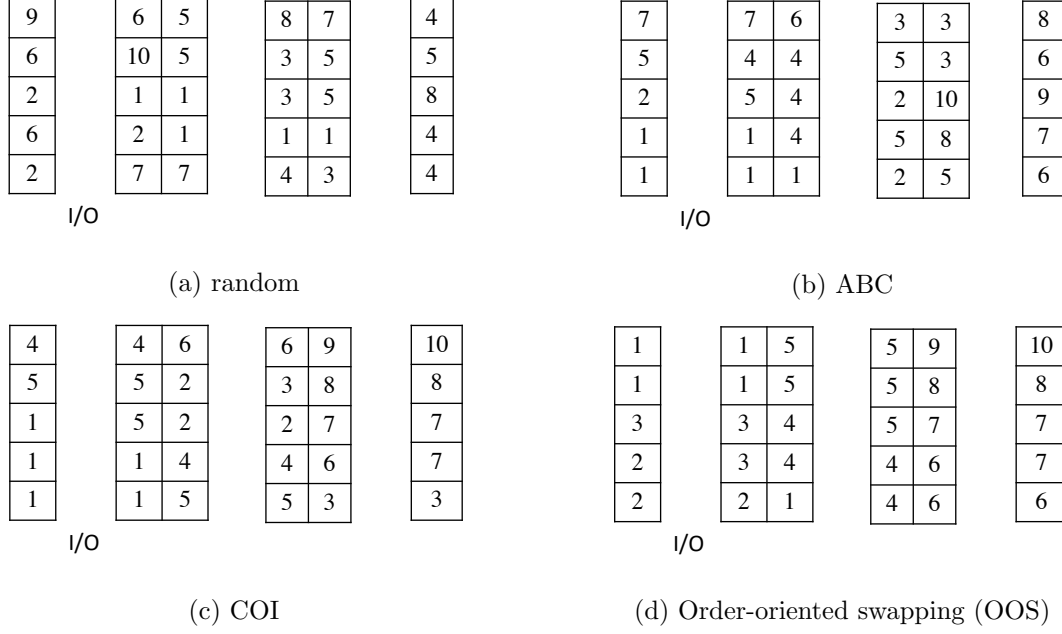 9 6 5 8 7 4
6 10 5 3 5 5
2 1 1 3 5 8
6 2 1 1 1 4
2 7 7 4 3 4
I/O
(a) random
7 7 6 3 3 8
5 4 4 5 3 6
2 5 4 2 10 9
1 1 4 5 8 7
1 1 1 2 5 6
I/O
(b) ABC
4 4 6 6 9 10
5 5 2 3 8 8
1 5 2 2 7 7
1 1 4 4 6 7
1 1 5 5 3 3
I/O
(c) COI
1 1 5 5 9 10
1 1 5 5 8 8
3 3 4 5 7 7
2 3 4 4 6 7
2 2 1 4 6 6
I/O
(d) Order-oriented swapping (OOS)